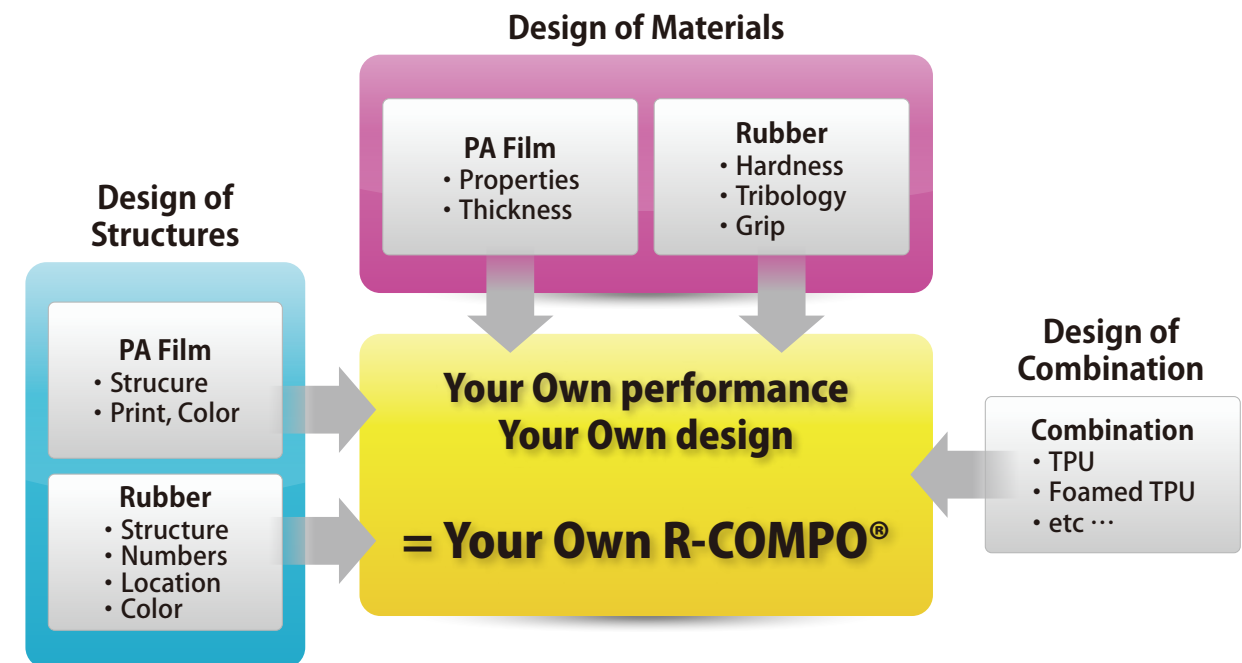 Design of Materials
PA Film
・Properties
・Thickness
Rubber
・Hardness
・Tribology
・Grip
Design of
Structures
PA Film
・Strucure
・Print, Color
Rubber
・Structure
・Numbers
・Location
・Color
Your Own performance
Your Own design
= Your Own R-COMPO®
Design of
Combination
Combination
・TPU
・Foamed TPU
・etc …